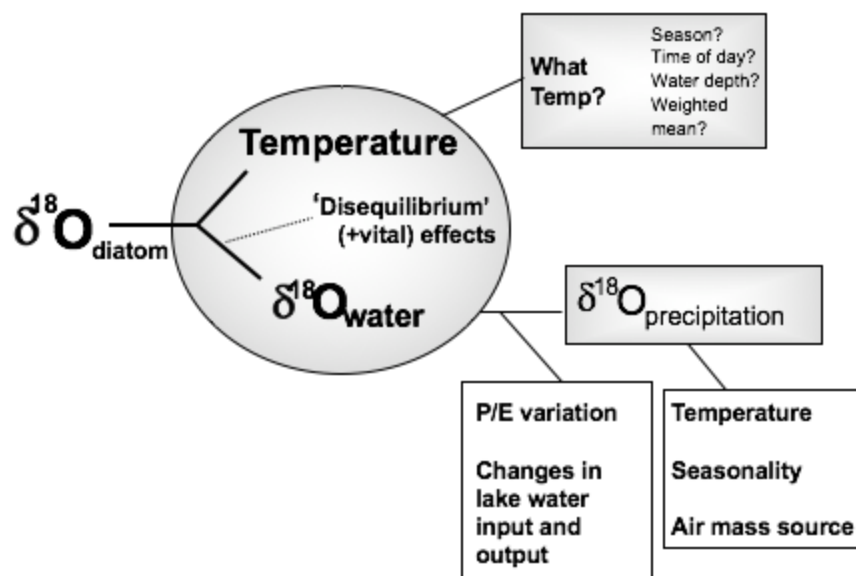 What
Temp?
Season?
Time of day?
Water depth?
Weighted
mean?
Temperature
δ18Odiatom
‘Disequilibrium’
(+vital) effects
δ18Owater
δ18Oprecipitation
P/E variation
Changes in
lake water
input and
output
Temperature
Seasonality
Air mass source